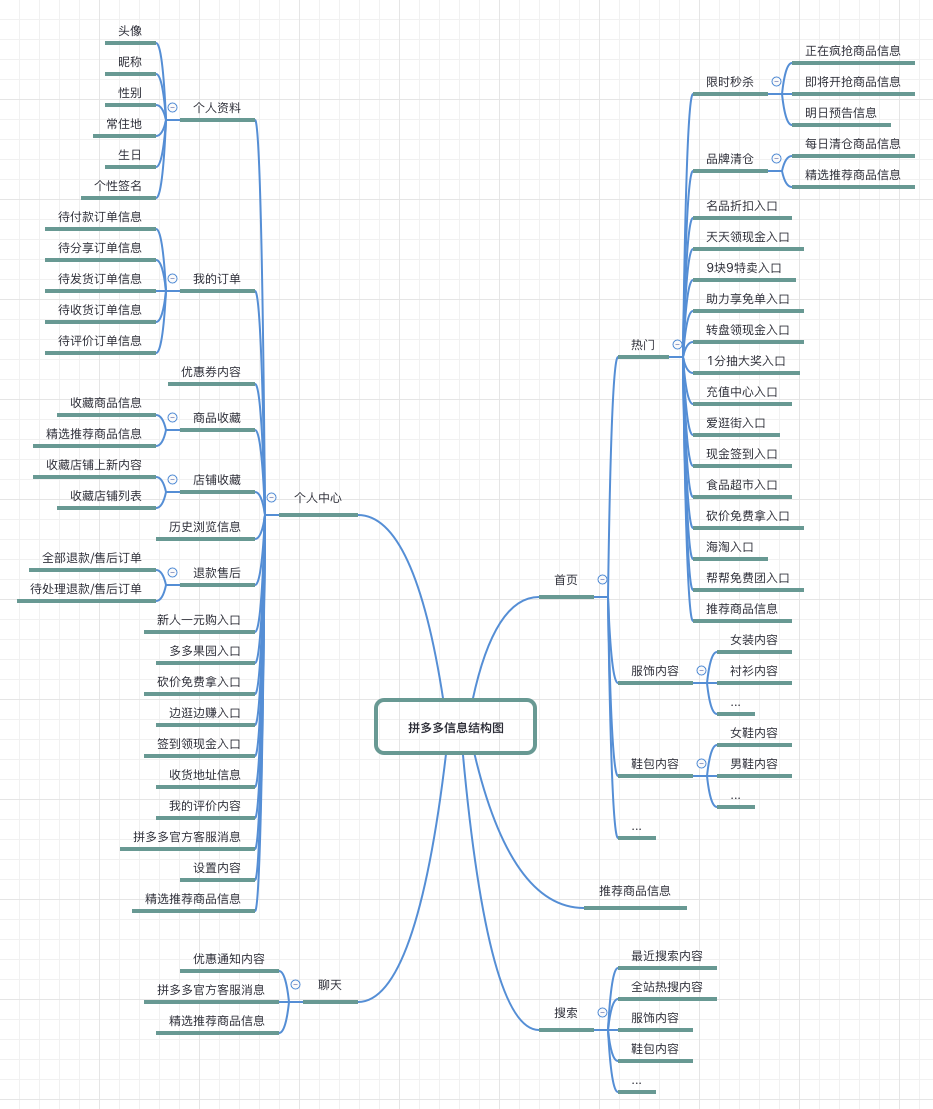 拼多多信息结构图
首页
热门
限时秒杀
正在疯抢商品信息
即将开抢商品信息
明日预告信息
品牌清仓
每日清仓商品信息
精选推荐商品信息
名品折扣入口
天天领现金入口
9块9特卖入口
助力享免单入口
转盘领现金入口
1分抽大奖入口
充值中心入口
爱逛街入口
现金签到入口
食品超市入口
砍价免费拿入口
海淘入口
帮帮免费团入口
推荐商品信息
服饰内容
女装内容
衬衫内容
...
鞋包内容
女鞋内容
男鞋内容
...
...
推荐商品信息
搜索
最近搜索内容
全站热搜内容
服饰内容
鞋包内容
...
聊天
优惠通知内容
拼多多官方客服消息
精选推荐商品信息
个人中心
个人资料
头像
昵称
性别
常住地
生日
个性签名
我的订单
待付款订单信息
待分享订单信息
待发货订单信息
待收货订单信息
待评价订单信息
优惠券内容
商品收藏
收藏商品信息
精选推荐商品信息
店铺收藏
收藏店铺上新内容
收藏店铺列表
历史浏览信息
退款售后
全部退款/售后订单
待处理退款/售后订单
新人一元购入口
多多果园入口
砍价免费拿入口
边逛边赚入口
签到领现金入口
收货地址信息
我的评价内容
拼多多官方客服消息
设置内容
精选推荐商品信息